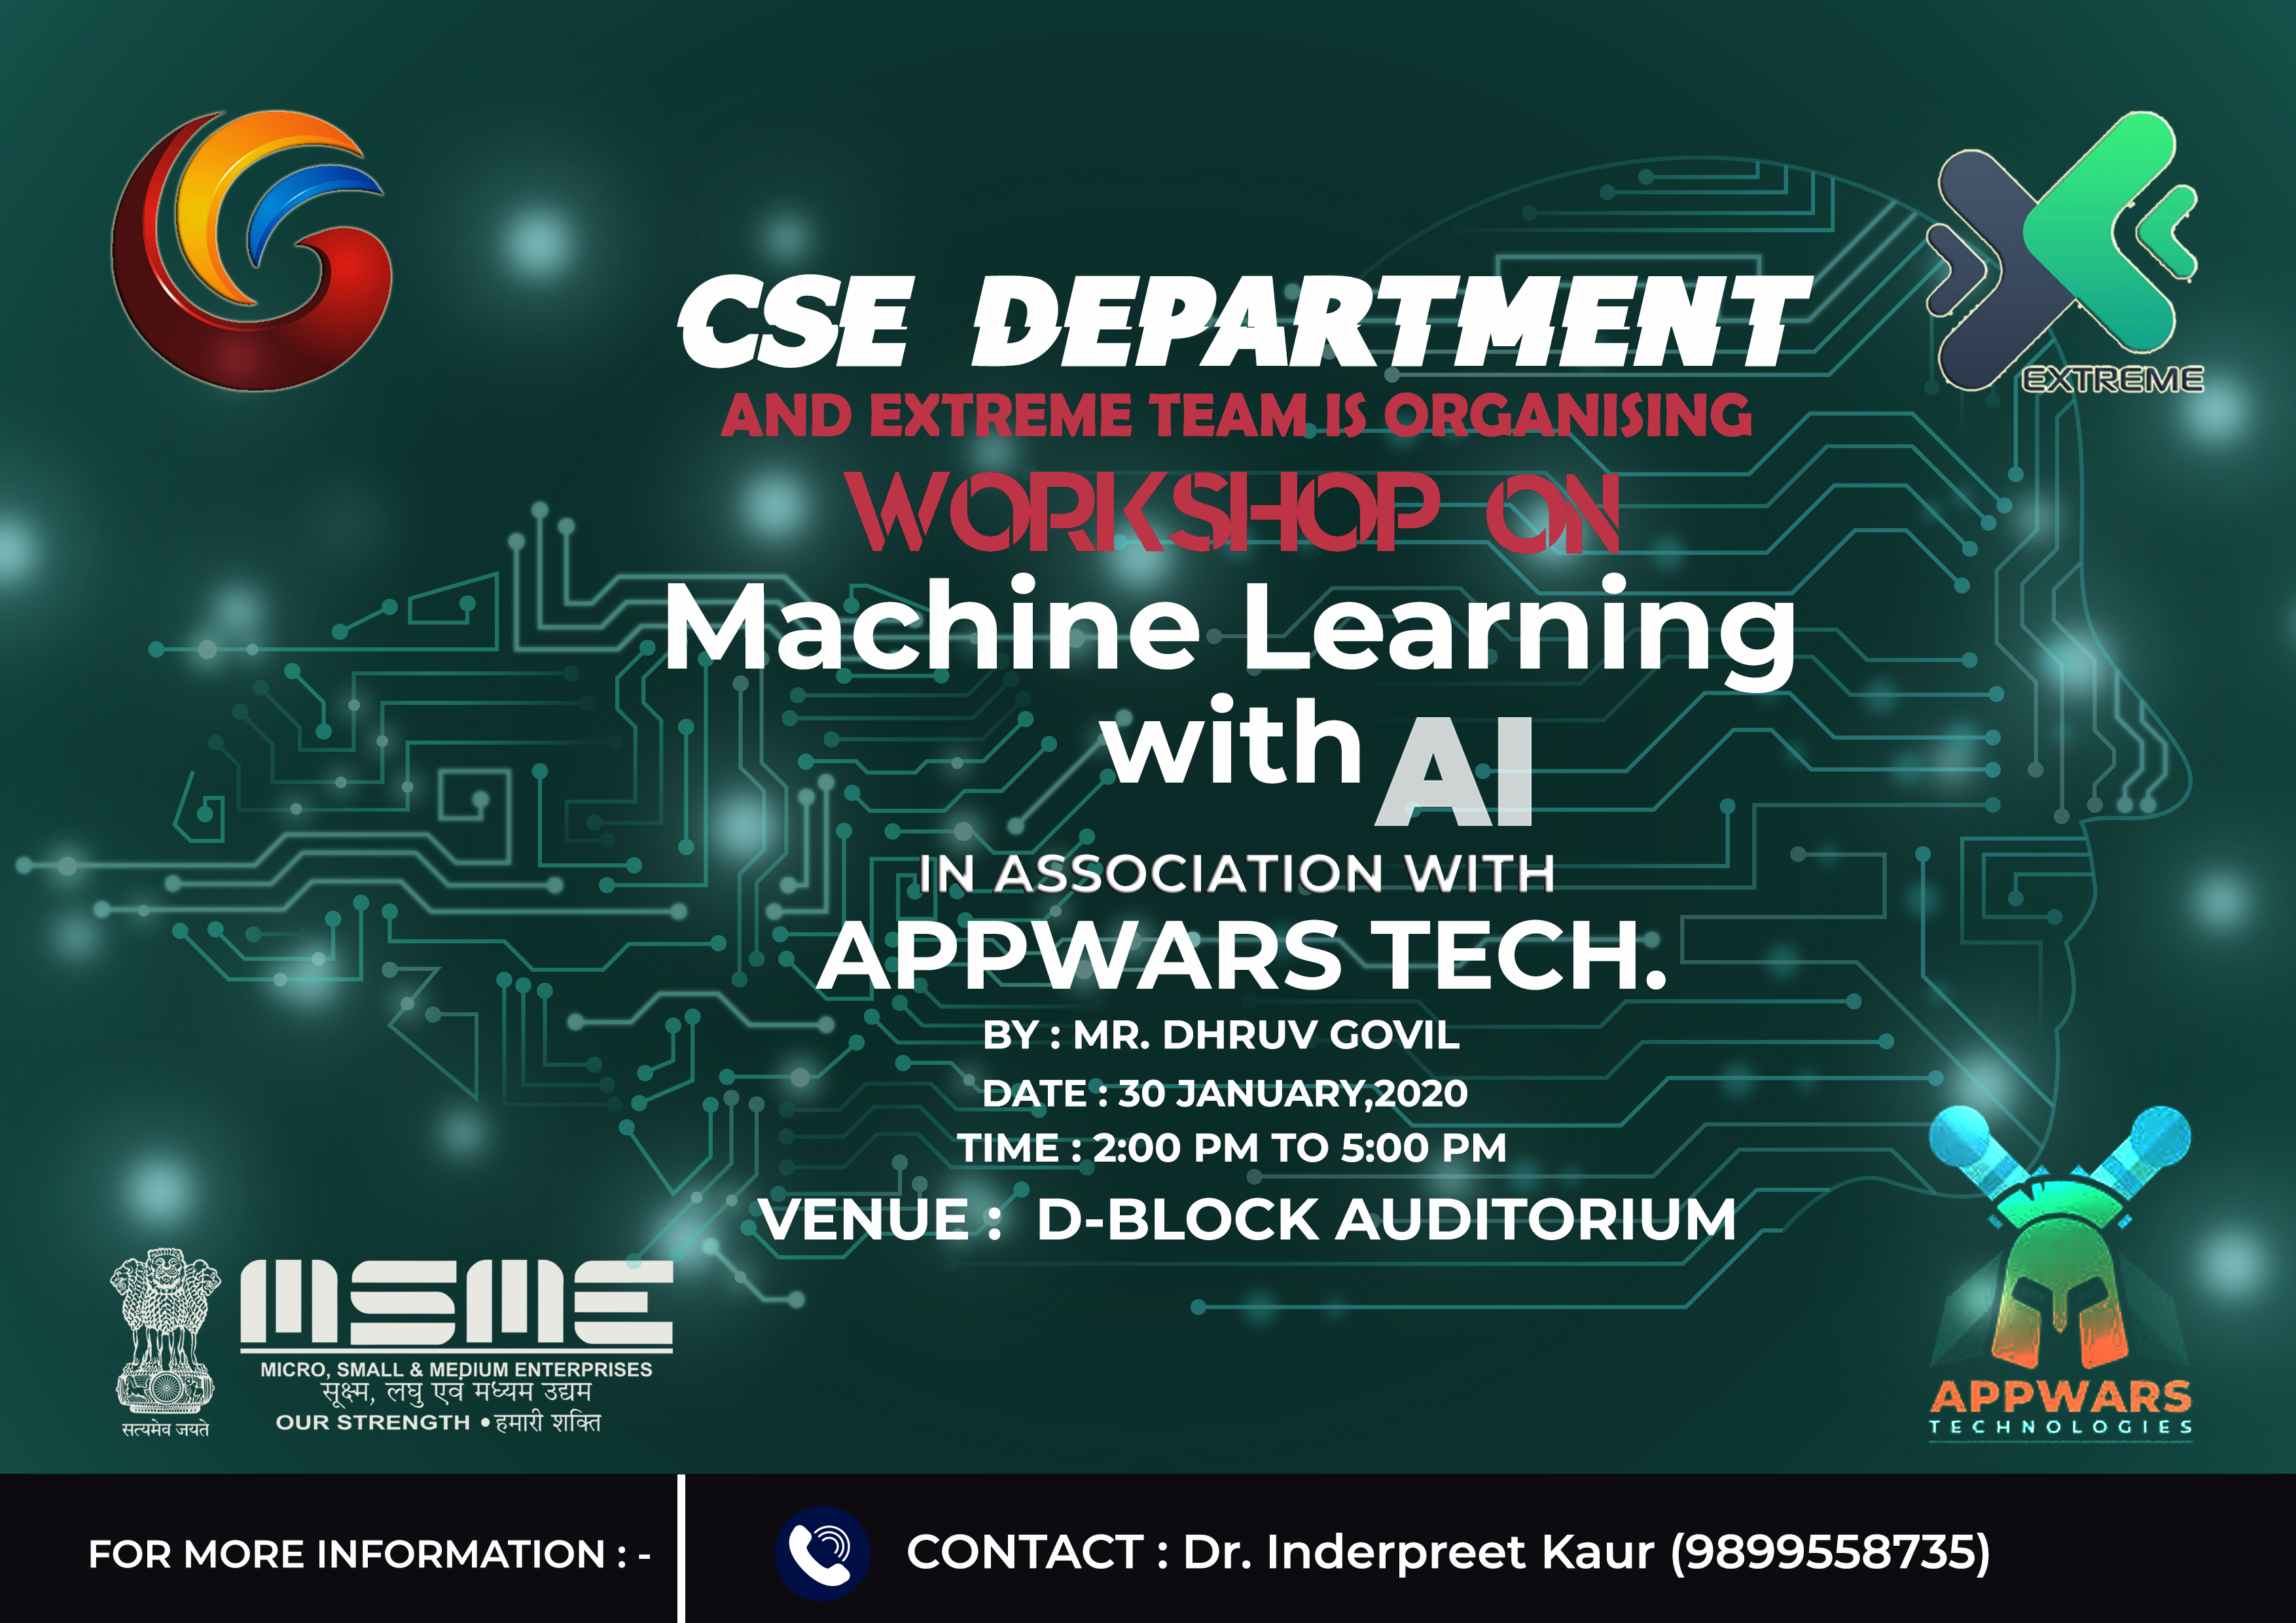 EXTREME
CSE DEPARTMENT
AND EXTREME TEAM IS ORGANISING
WORKSHOP ON
Machine Learning
with AI
IN ASSOCIATION WITH
APPWARS TECH.
BY : MR. DHRUV GOVIL
DATE : 30 JANUARY,2020
TIME : 2:00 PM TO 5:00 PM
VENUE : D-BLOCK AUDITORIUM
MSME
MICRO, SMALL & MEDIUM ENTERPRISES
सूक्ष्म, लघु एवं मध्यम उद्यम
OUR STRENGTH • हमारी शक्ति
सत्यमेव जयते
APPWARS
TECHNOLOGIES
FOR MORE INFORMATION : -
CONTACT : Dr. Inderpreet Kaur (9899558735)